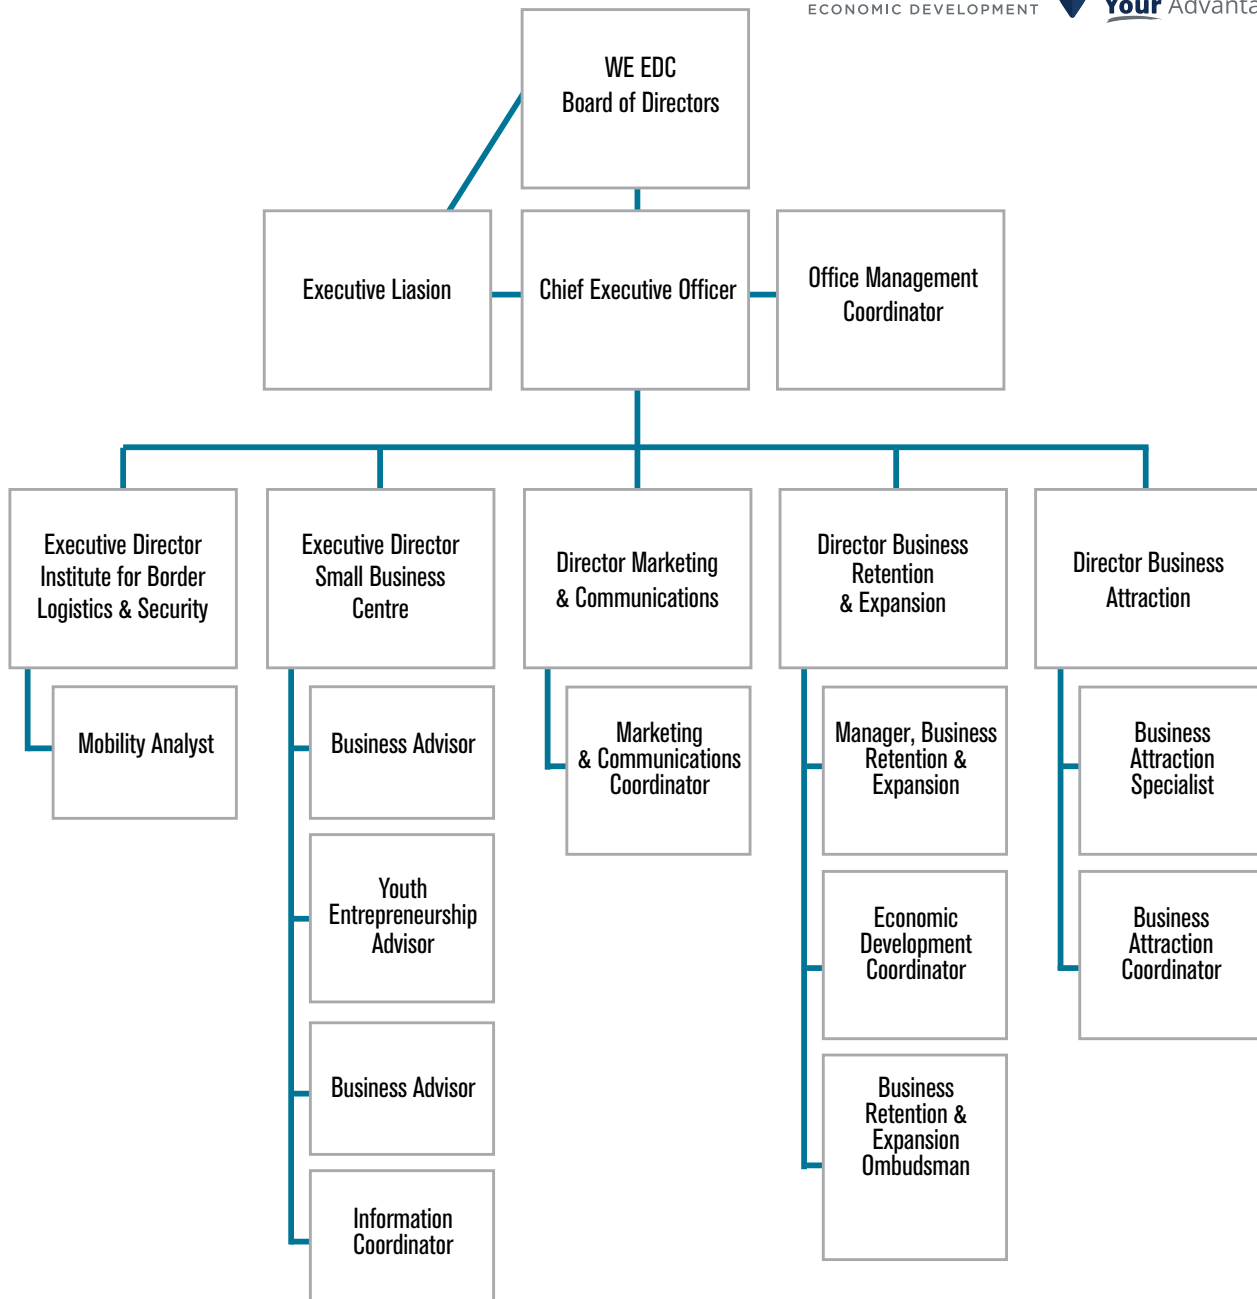 ECONOMIC DEVELOPMENT
Your Advanta
WE EDC
Board of Directors
Executive Liasion
Chief Executive Officer
Office Management
Coordinator
Executive Director
Institute for Border
Logistics & Security
Executive Director
Small Business
Centre
Director Marketing
& Communications
Director Business
Retention
& Expansion
Director Business
Attraction
Mobility Analyst
Business Advisor
Youth
Entrepreneurship
Advisor
Business Advisor
Information
Coordinator
Marketing
& Communications
Coordinator
Manager, Business
Retention &
Expansion
Economic
Development
Coordinator
Business
Retention &
Expansion
Ombudsman
Business
Attraction
Specialist
Business
Attraction
Coordinator